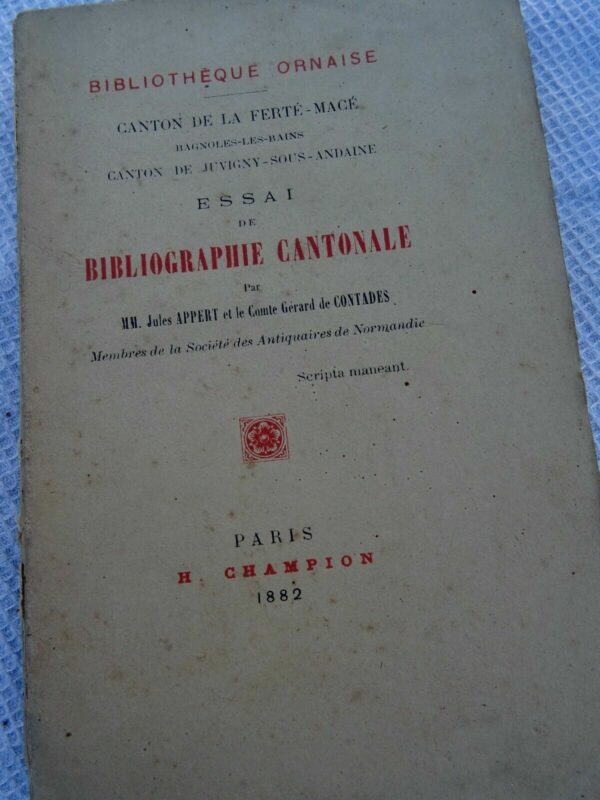 BIBLIOTHÈQUE ORNAISE
CANTON DE LA FERTÉ-MACÉ
BAGNOLES-LES-BAINS
CANTON DE JUVIGNY-SOUS-ANDAINE
ESSAI
DE
BIBLIOGRAPHIE CANTONALE
Par
MM. Jules APPERT et le Comte Gérard de CONTADES
Membres de la Société des Antiquaires de Normandie
Scripta maneant.
PARIS
H. CHAMPION
1882